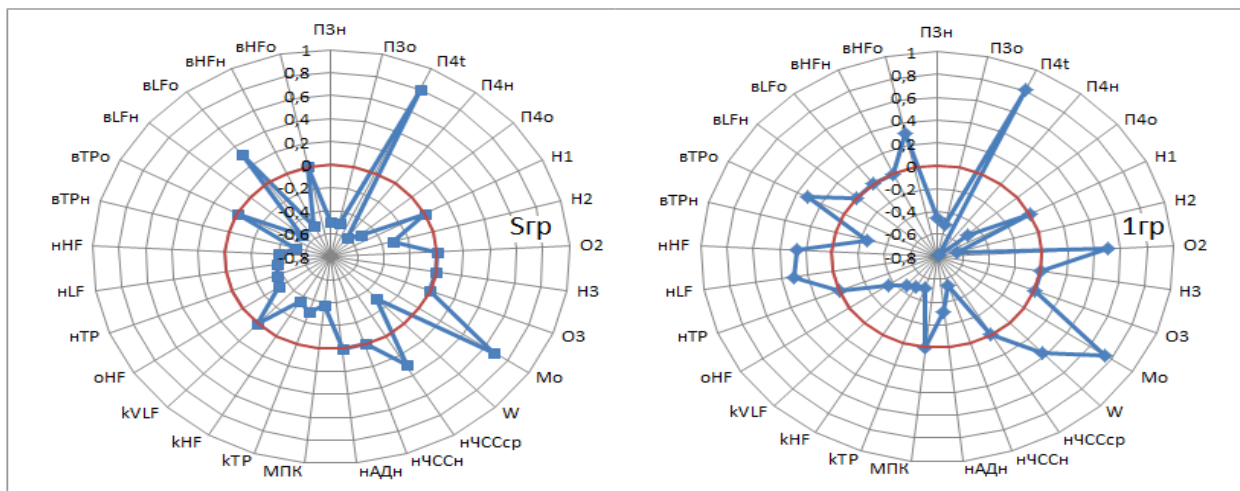 П3н
П3о
П4t
П4н
П4о
Н1
Н2
О2
Н3
О3
Мо
W
нЧССср
нЧССн
нАДн
МПК
kTP
kHF
kVLF
оHF
нTP
нLF
нHF
вТРн
вТРо
вLFн
вLFо
вHFн
вHFо
1
0,8
0,6
0,4
0,2
0
-0,2
-0,4
-0,6
-0,8
Sгр
П3н
П3о
П4t
П4н
П4о
Н1
Н2
О2
Н3
О3
Мо
W
нЧССср
нЧССн
нАДн
МПК
kTP
kHF
kVLF
оHF
нTP
нLF
нHF
вТРн
вТРо
вLFн
вLFо
вHFн
вHFо
1
0,8
0,6
0,4
0,2
0
-0,2
-0,4
-0,6
-0,8
1гр